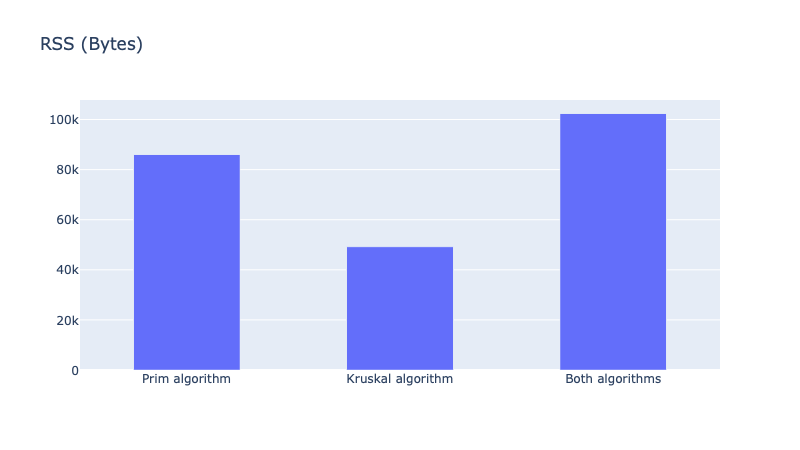 RSS (Bytes)
100k
80k
60k
40k
20k
0
Prim algorithm
Kruskal algorithm
Both algorithms